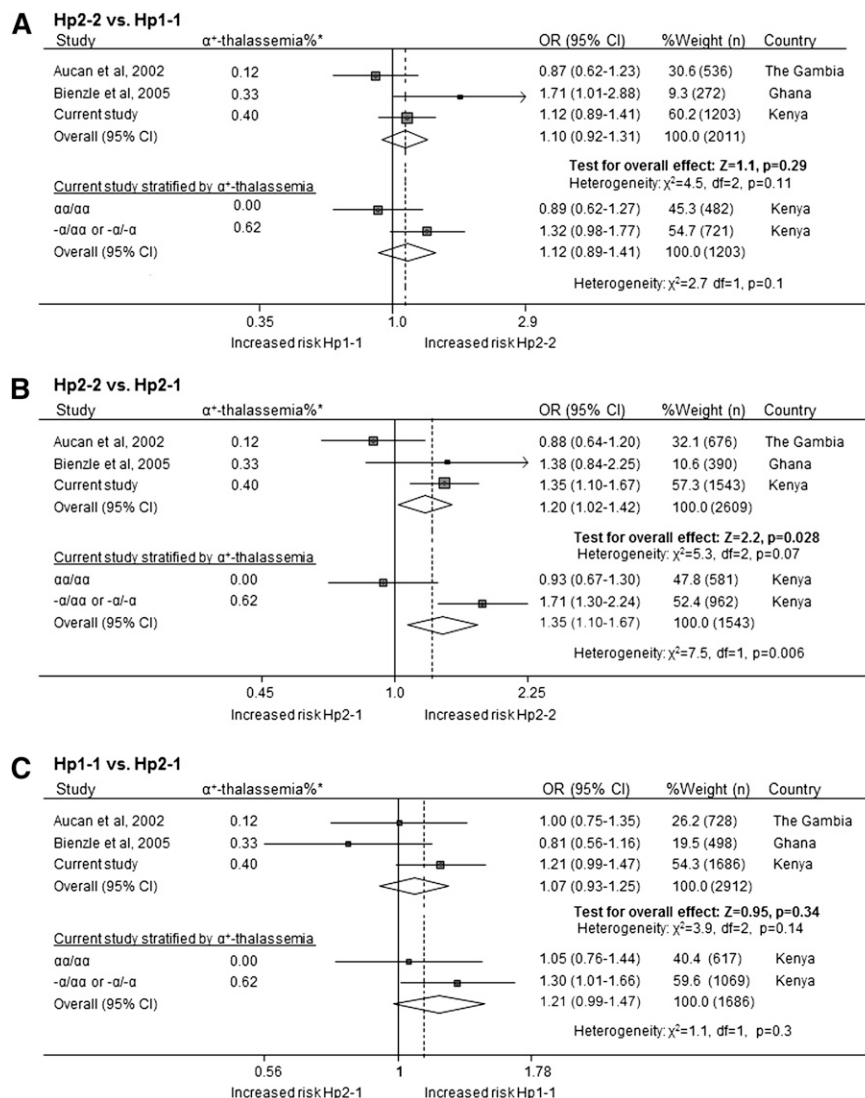 A Hp2-2 vs. Hp1-1
Study α⁺-thalassemia%* OR (95% CI) %Weight (n) Country
Aucan et al, 2002 0.12 0.87 (0.62-1.23) 30.6 (536) The Gambia
Bienzle et al, 2005 0.33 1.71 (1.01-2.88) 9.3 (272) Ghana
Current study 0.40 1.12 (0.89-1.41) 60.2 (1203) Kenya
Overall (95% CI) 1.10 (0.92-1.31) 100.0 (2011)
Test for overall effect: Z=1.1, p=0.29
Heterogeneity: χ²=4.5, df=2, p=0.11
Current study stratified by α⁺-thalassemia
αα/αα 0.00 0.89 (0.62-1.27) 45.3 (482) Kenya
-α/αα or -α/-α 0.62 1.32 (0.98-1.77) 54.7 (721) Kenya
Overall (95% CI) 1.12 (0.89-1.41) 100.0 (1203)
Heterogeneity: χ²=2.7 df=1, p=0.1
0.35 1.0 2.9
Increased risk Hp1-1 Increased risk Hp2-2
B Hp2-2 vs. Hp2-1
Study α⁺-thalassemia%* OR (95% CI) %Weight (n) Country
Aucan et al, 2002 0.12 0.88 (0.64-1.20) 32.1 (676) The Gambia
Bienzle et al, 2005 0.33 1.38 (0.84-2.25) 10.6 (390) Ghana
Current study 0.40 1.35 (1.10-1.67) 57.3 (1543) Kenya
Overall (95% CI) 1.20 (1.02-1.42) 100.0 (2609)
Test for overall effect: Z=2.2, p=0.028
Heterogeneity: χ²=5.3, df=2, p=0.07
Current study stratified by α⁺-thalassemia
αα/αα 0.00 0.93 (0.67-1.30) 47.8 (581) Kenya
-α/αα or -α/-α 0.62 1.71 (1.30-2.24) 52.4 (962) Kenya
Overall (95% CI) 1.35 (1.10-1.67) 100.0 (1543)
Heterogeneity: χ²=7.5, df=1, p=0.006
0.45 1.0 2.25
Increased risk Hp2-1 Increased risk Hp2-2
C Hp1-1 vs. Hp2-1
Study α⁺-thalassemia%* OR (95% CI) %Weight (n) Country
Aucan et al, 2002 0.12 1.00 (0.75-1.35) 26.2 (728) The Gambia
Bienzle et al, 2005 0.33 0.81 (0.56-1.16) 19.5 (498) Ghana
Current study 0.40 1.21 (0.99-1.47) 54.3 (1686) Kenya
Overall (95% CI) 1.07 (0.93-1.25) 100.0 (2912)
Test for overall effect: Z=0.95, p=0.34
Heterogeneity: χ²=3.9, df=2, p=0.14
Current study stratified by α⁺-thalassemia
αα/αα 0.00 1.05 (0.76-1.44) 40.4 (617) Kenya
-α/αα or -α/-α 0.62 1.30 (1.01-1.66) 59.6 (1069) Kenya
Overall (95% CI) 1.21 (0.99-1.47) 100.0 (1686)
Heterogeneity: χ²=1.1, df=1, p=0.3
0.56 1 1.78
Increased risk Hp2-1 Increased risk Hp1-1